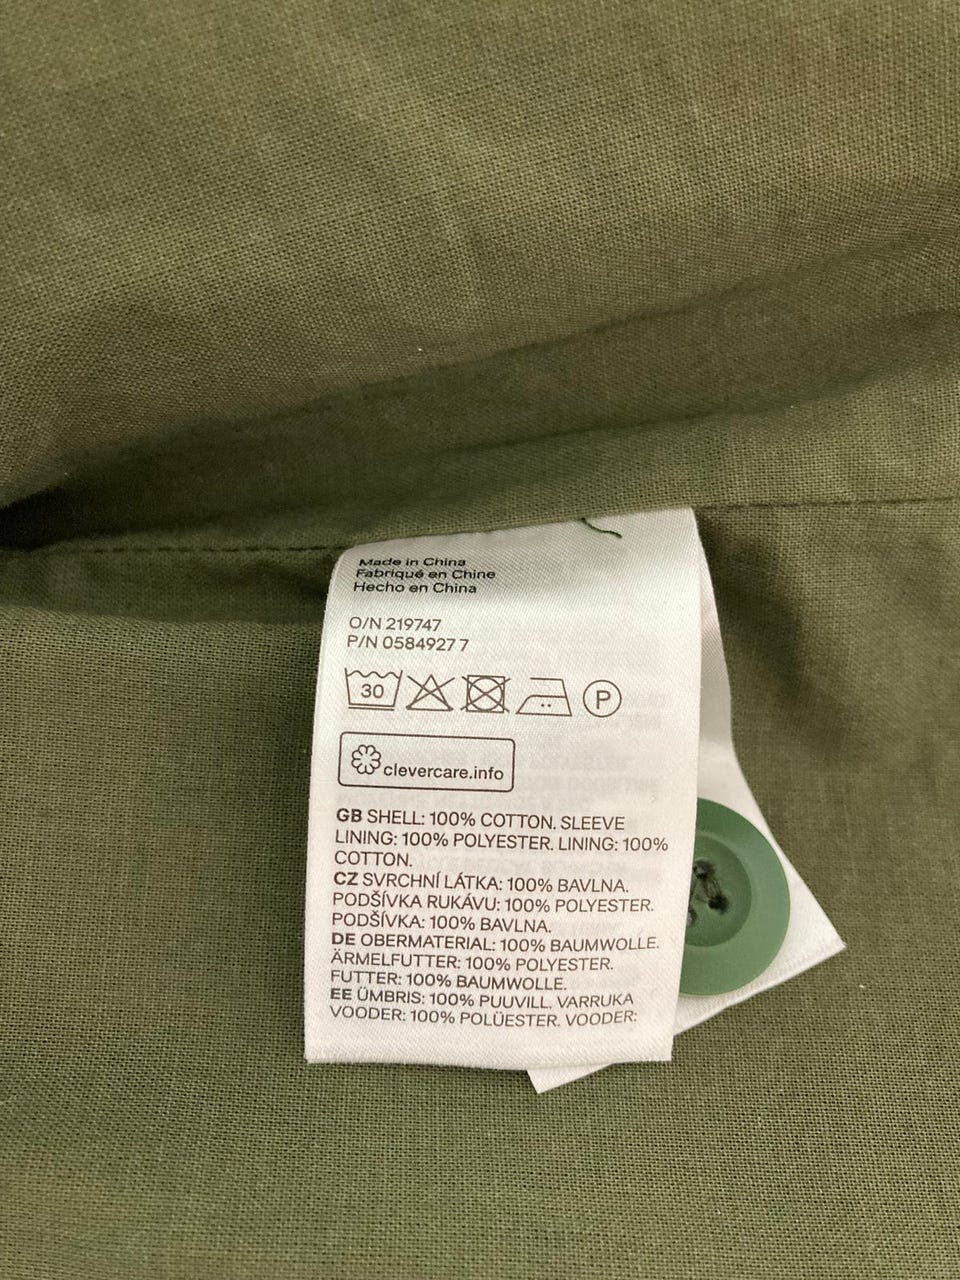 Made in China
Fabriqué en Chine
Hecho en China
O/N 219747
P/N 0584927 7
30 P
clevercare.info
GB SHELL: 100% COTTON. SLEEVE
LINING: 100% POLYESTER. LINING: 100%
COTTON.
CZ SVRCHNÍ LÁTKA: 100% BAVLNA.
PODŠÍVKA RUKÁVU: 100% POLYESTER.
PODŠÍVKA: 100% BAVLNA.
DE OBERMATERIAL: 100% BAUMWOLLE.
ÄRMELFUTTER: 100% POLYESTER.
FUTTER: 100% BAUMWOLLE.
EE ÜMBRIS: 100% PUUVILL. VARRUKA
VOODER: 100% POLÜESTER. VOODER: